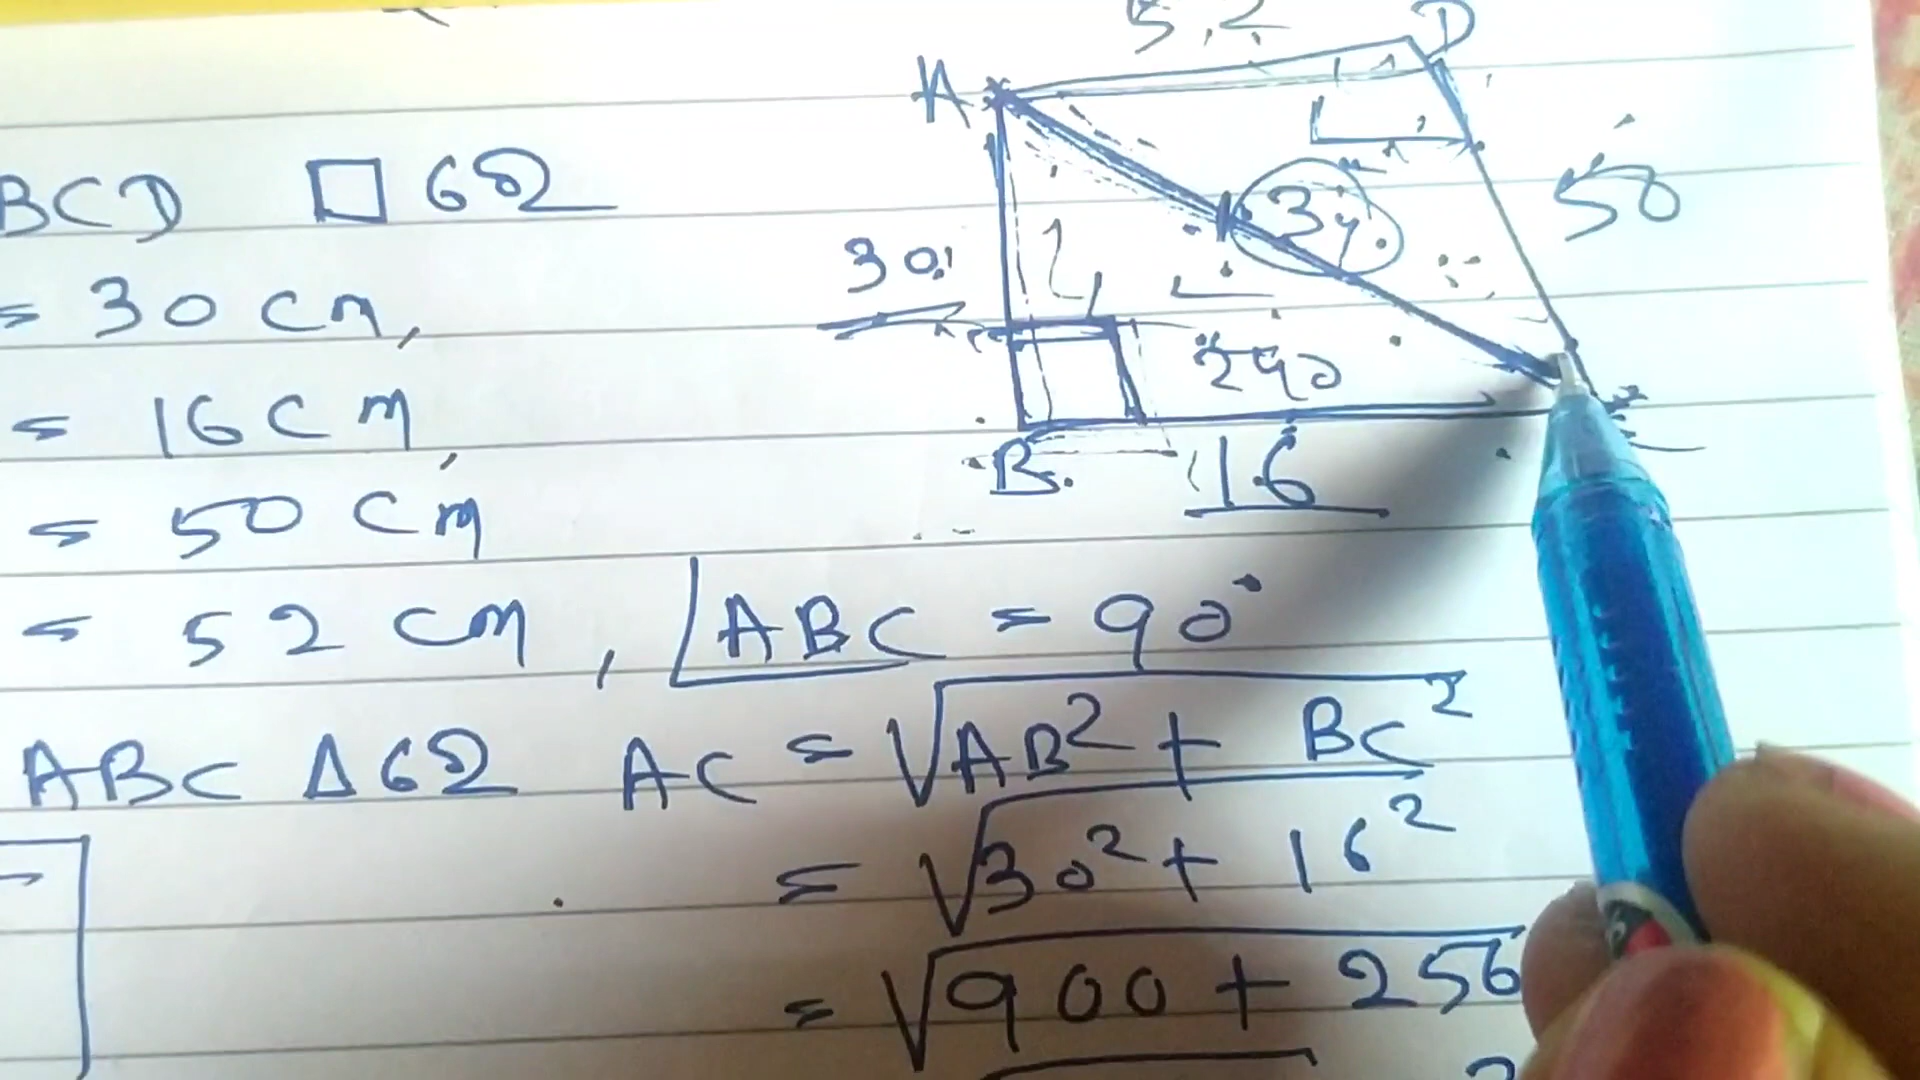 52
A D
BCD □ এর
= 30 cm,
30
34
50
= 16 cm,
240
B
16
= 50 cm
= 52 cm, ∠ABC = 90°
ABC Δ এর AC = √AB² + BC²
= √30² + 16²
= √900 + 256